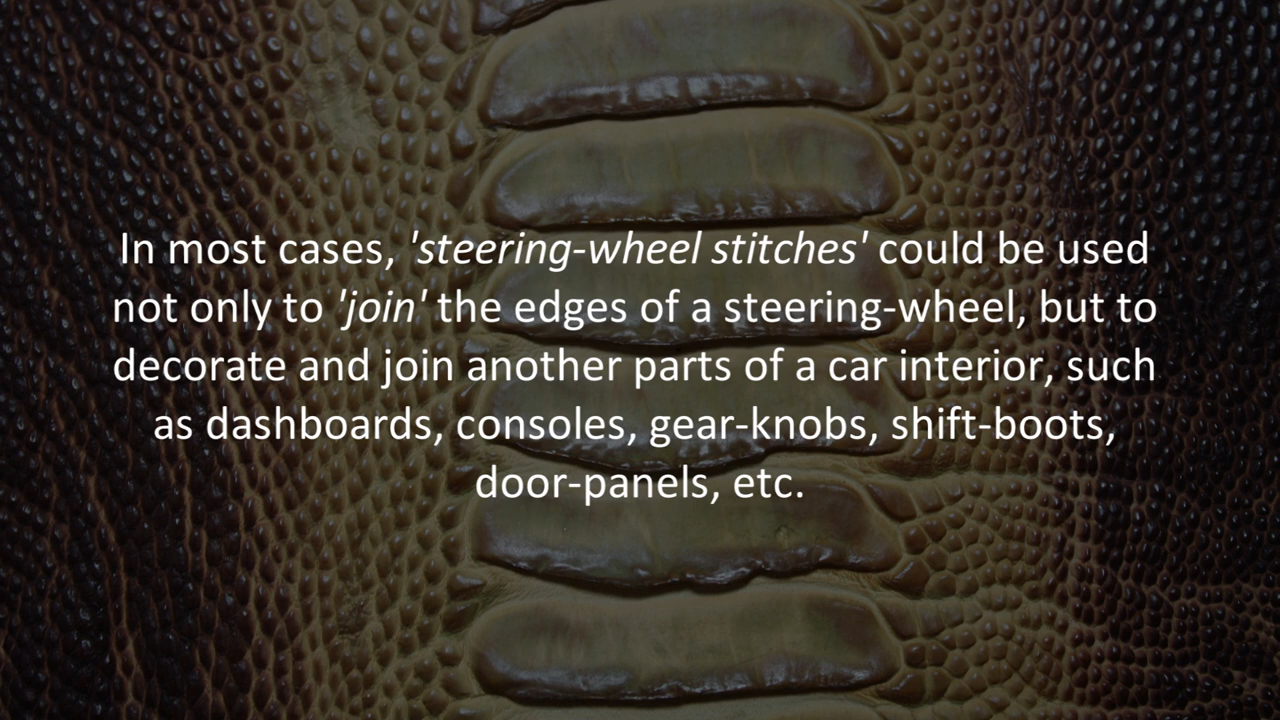 In most cases, 'steering-wheel stitches' could be used
not only to 'join' the edges of a steering-wheel, but to
decorate and join another parts of a car interior, such
as dashboards, consoles, gear-knobs, shift-boots,
door-panels, etc.